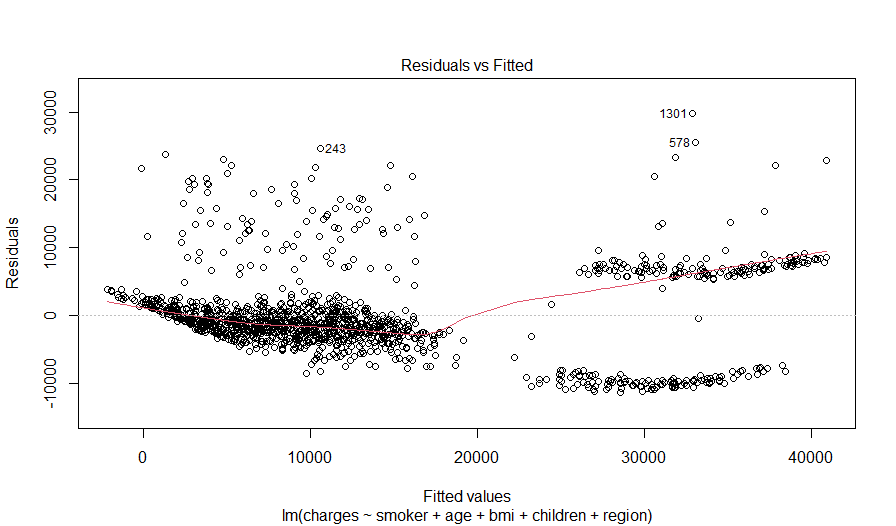 Residuals vs Fitted
30000
20000
10000
0
-10000
Residuals
1301
578
243
0 10000 20000 30000 40000
Fitted values
lm(charges ~ smoker + age + bmi + children + region)